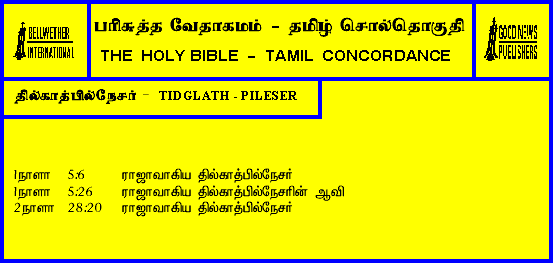 BELLWETHER
INTERNATIONAL
பரிசுத்த வேதாகமம் - தமிழ் சொல்தொகுதி
THE HOLY BIBLE - TAMIL CONCORDANCE
GOOD NEWS
PUBLISHERS
தில்காத்பில்நேசர் - TIDGLATH - PILESER
1நாளா 5:6 ராஜாவாகிய தில்காத்பில்நேசர்
1நாளா 5:26 ராஜாவாகிய தில்காத்பில்நேசரின் ஆவி
2நாளா 28:20 ராஜாவாகிய தில்காத்பில்நேசர்